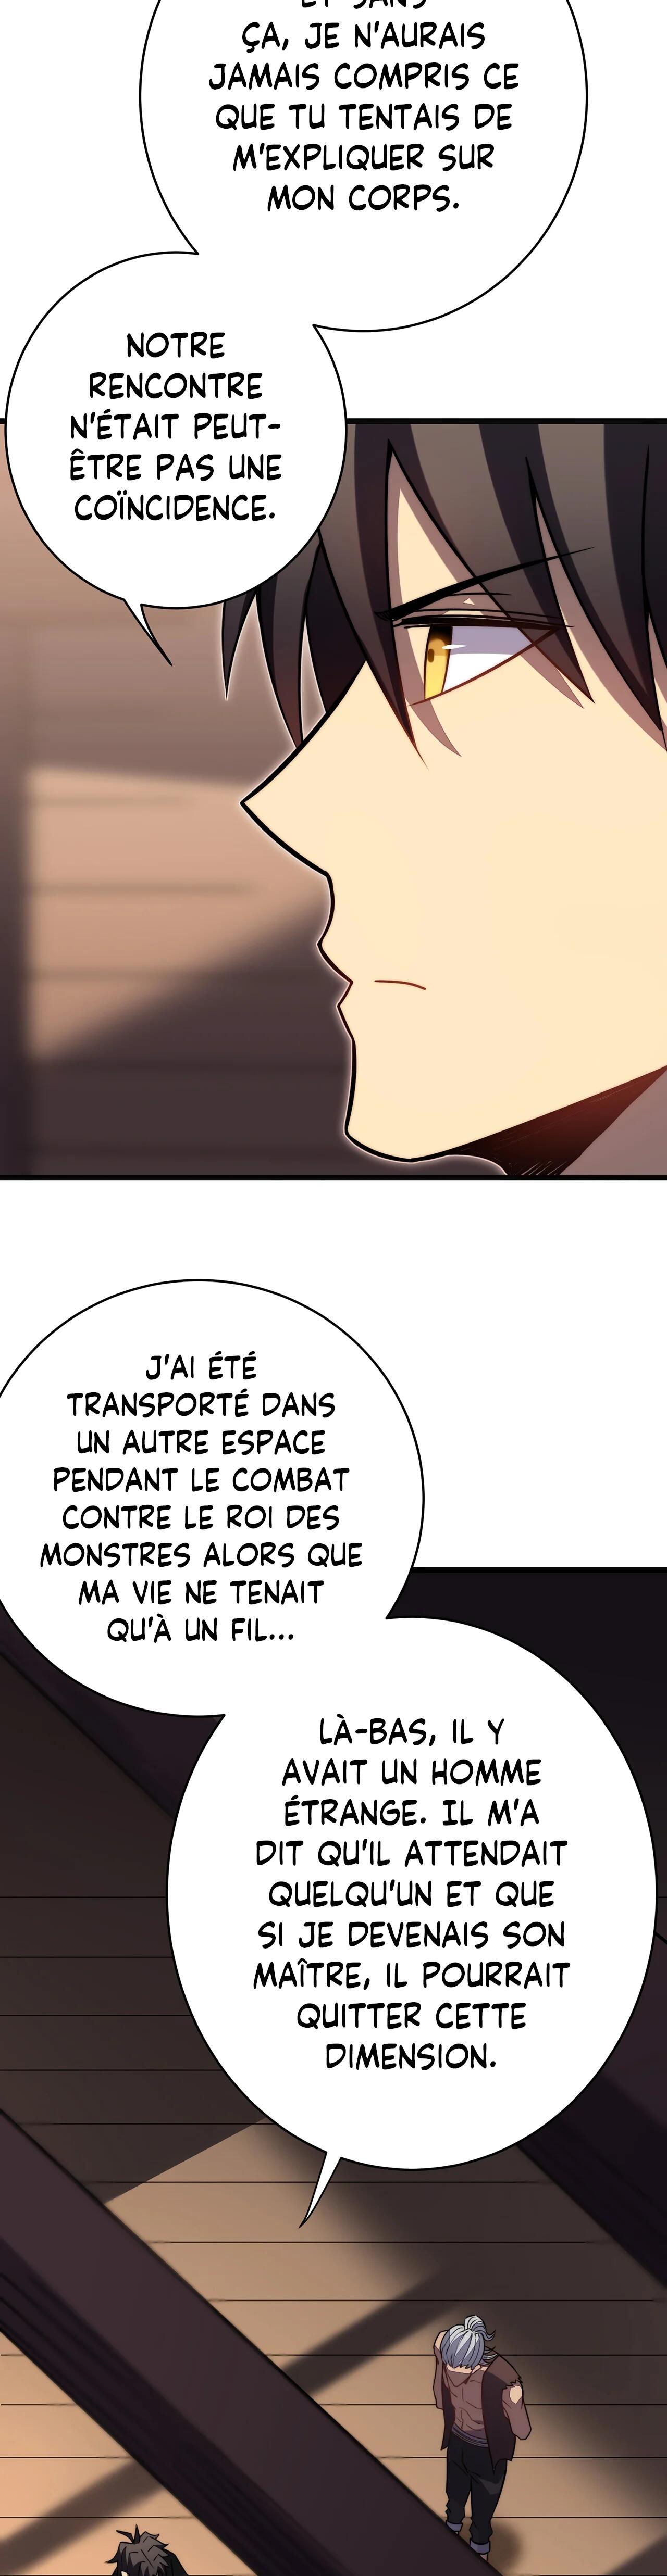 ET SANS
ÇA, JE N'AURAIS
JAMAIS COMPRIS CE
QUE TU TENTAIS DE
M'EXPLIQUER SUR
MON CORPS.
NOTRE
RENCONTRE
N'ÉTAIT PEUT-
ÊTRE PAS UNE
COÏNCIDENCE.
J'AI ÉTÉ
TRANSPORTÉ DANS
UN AUTRE ESPACE
PENDANT LE COMBAT
CONTRE LE ROI DES
MONSTRES ALORS QUE
MA VIE NE TENAIT
QU'À UN FIL...
LÀ-BAS, IL Y
AVAIT UN HOMME
ÉTRANGE. IL M'A
DIT QU'IL ATTENDAIT
QUELQU'UN ET QUE
SI JE DEVENAIS SON
MAÎTRE, IL POURRAIT
QUITTER CETTE
DIMENSION.